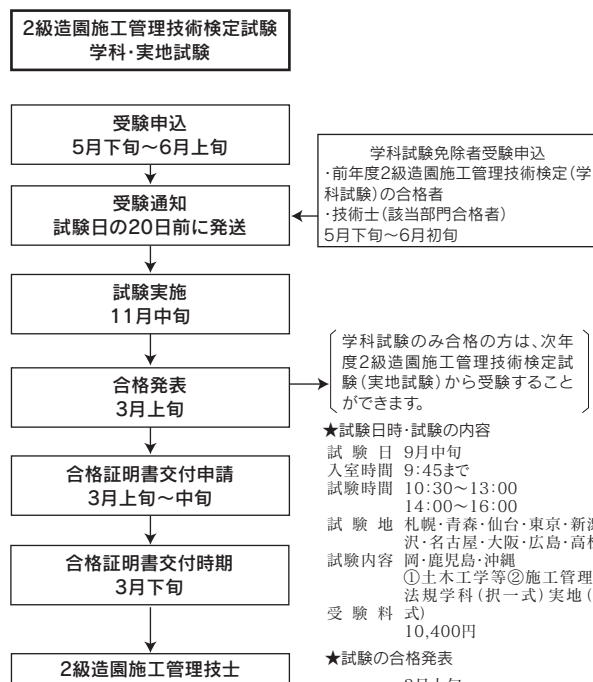 2級造園施工管理技術検定試験
学科・実地試験
受験申込
5月下旬～6月上旬
学科試験免除者受験申込
・前年度2級造園施工管理技術検定(学
科試験)の合格者
・技術士(該当部門合格者)
5月下旬～6月初旬
受験通知
試験日の20日前に発送
試験実施
11月中旬
学科試験のみ合格の方は、次年
度2級造園施工管理技術検定試
験(実地試験)から受験すること
ができます。
合格発表
3月上旬
合格証明書交付申請
3月上旬～中旬
合格証明書交付時期
3月下旬
2級造園施工管理技士
★試験日時・試験の内容
試験日 9月中旬
入室時間 9:45まで
試験時間 10:30～13:00
14:00～16:00
試験地 札幌・青森・仙台・東京・新
沢・名古屋・大阪・広島・高
試験内容 岡・鹿児島・沖縄
①土木工学等②施工管理
法規学科(択一式)実地(
受験料 式)
10,400円
★試験の合格発表